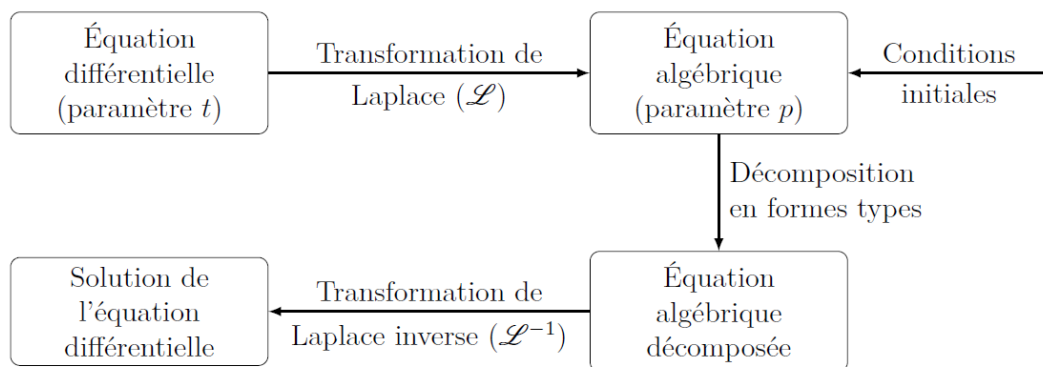 Équation
différentielle
(paramètre t)
Transformation de
Laplace (ℒ)
Équation
algébrique
(paramètre p)
Conditions
initiales
Décomposition
en formes types
Solution de
l'équation
différentielle
Transformation de
Laplace inverse (ℒ⁻¹)
Équation
algébrique
décomposée